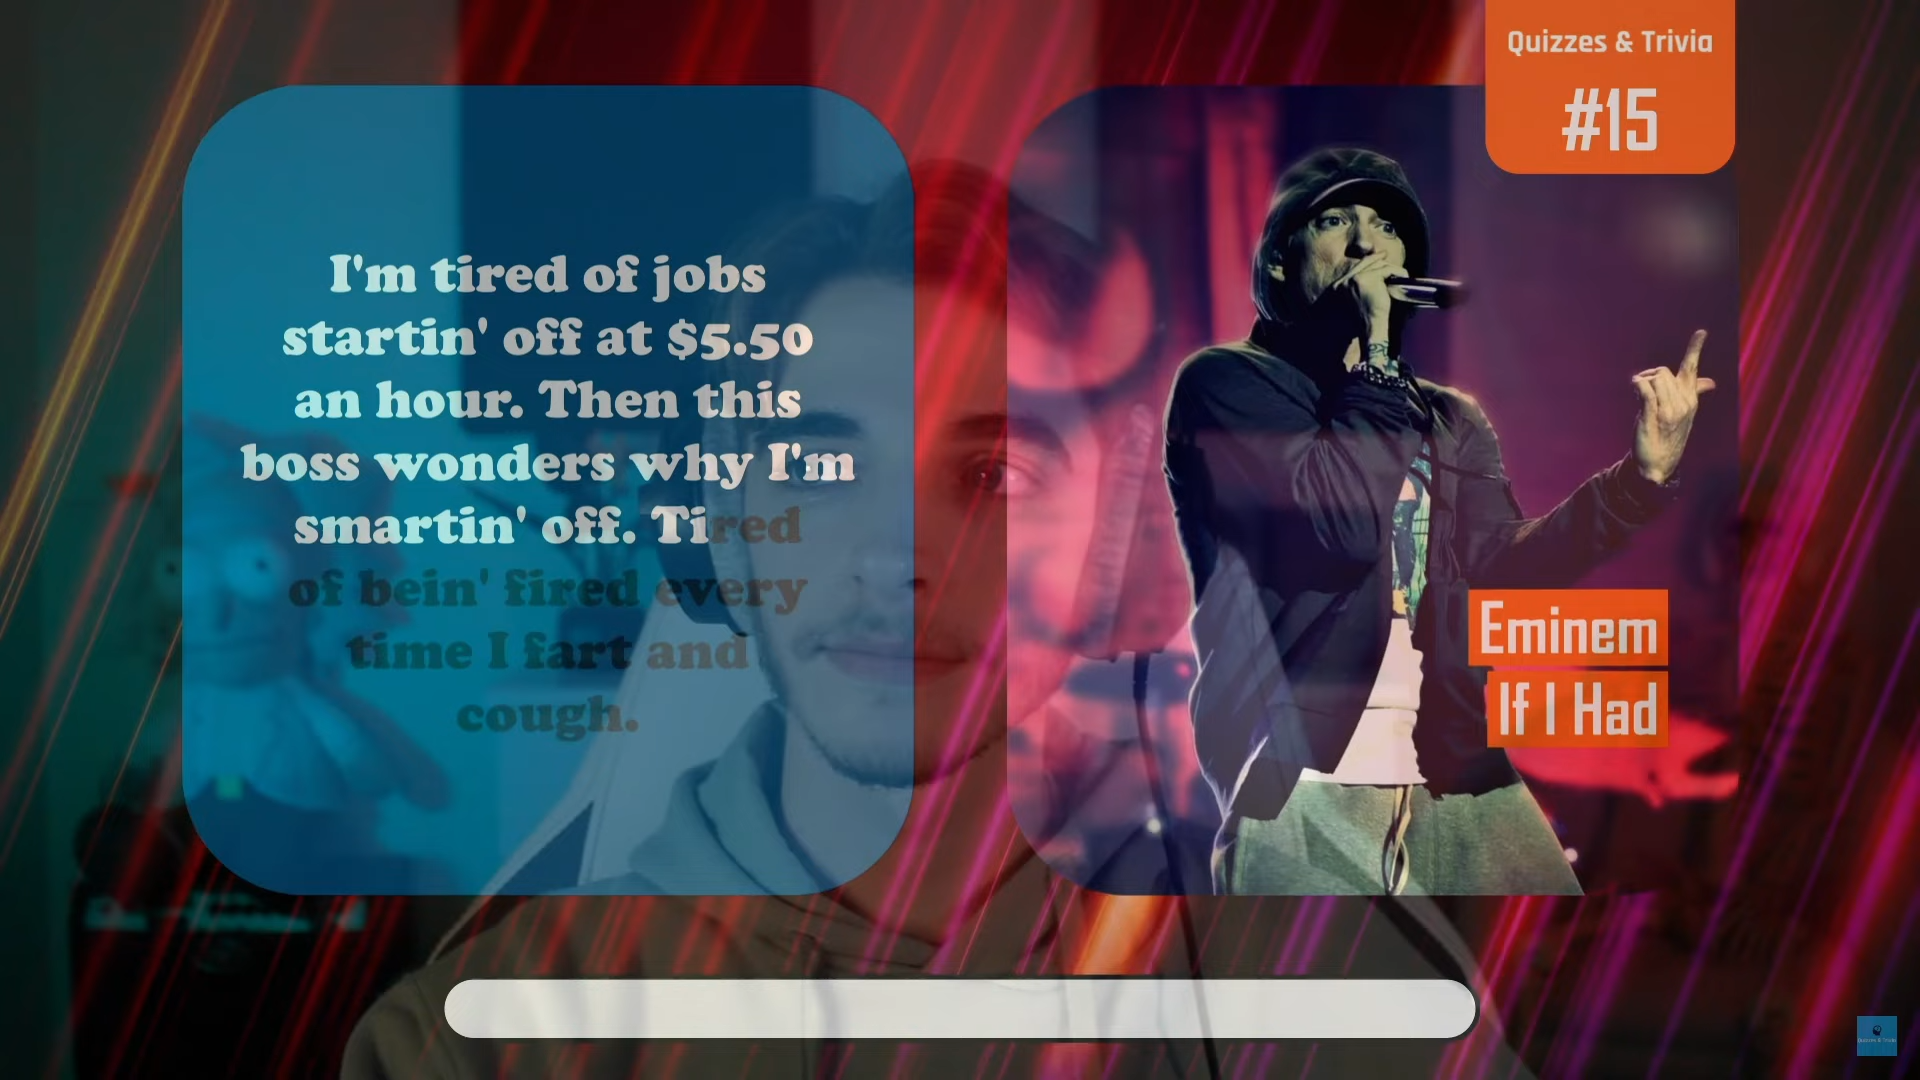 Quizzes & Trivia
#15
I'm tired of jobs
startin' off at $5.50
an hour. Then this
boss wonders why I'm
smartin' off. Tired
of bein' fired every
time I fart and
cough.
Eminem
If I Had